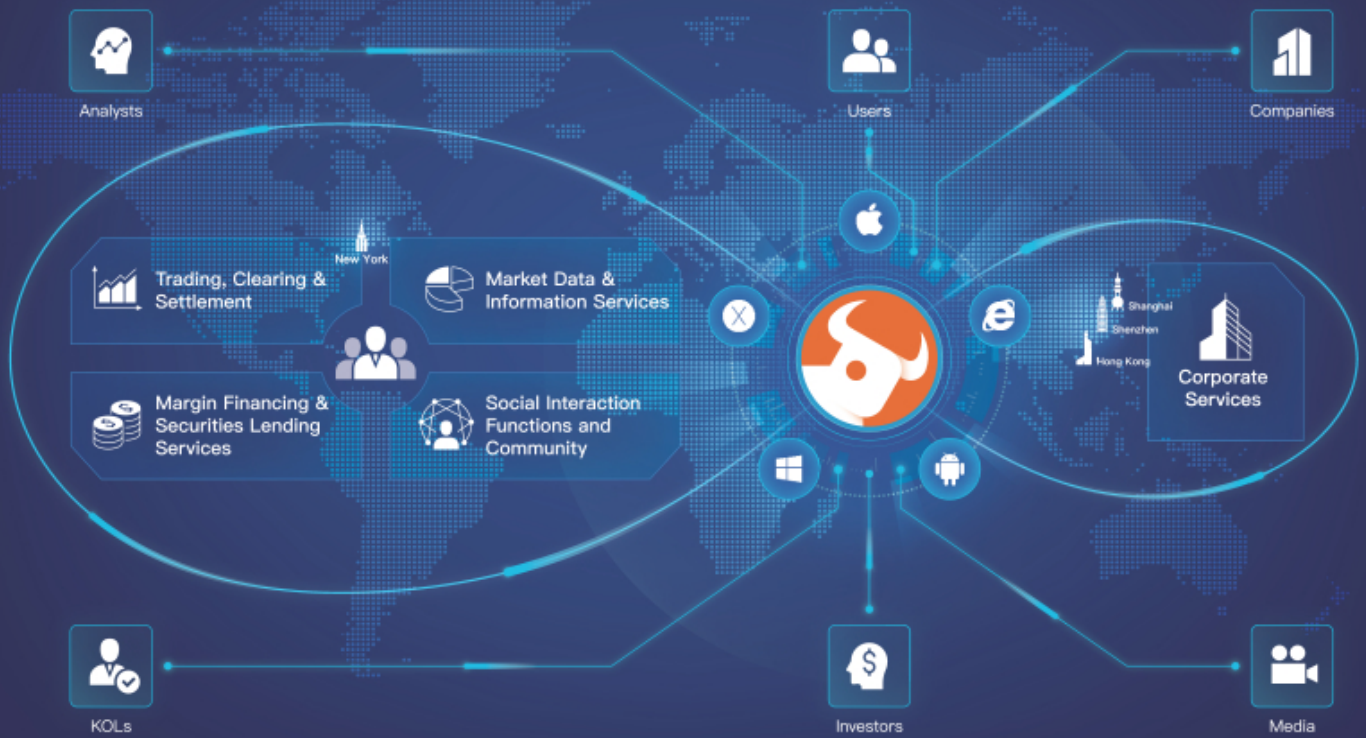 Analysts
Users
Companies
New York
Trading, Clearing &
Settlement
Market Data &
Information Services
Margin Financing &
Securities Lending
Services
Social Interaction
Functions and
Community
X
Shanghai
Shenzhen
Hong Kong
Corporate
Services
KOLs
Investors
Media